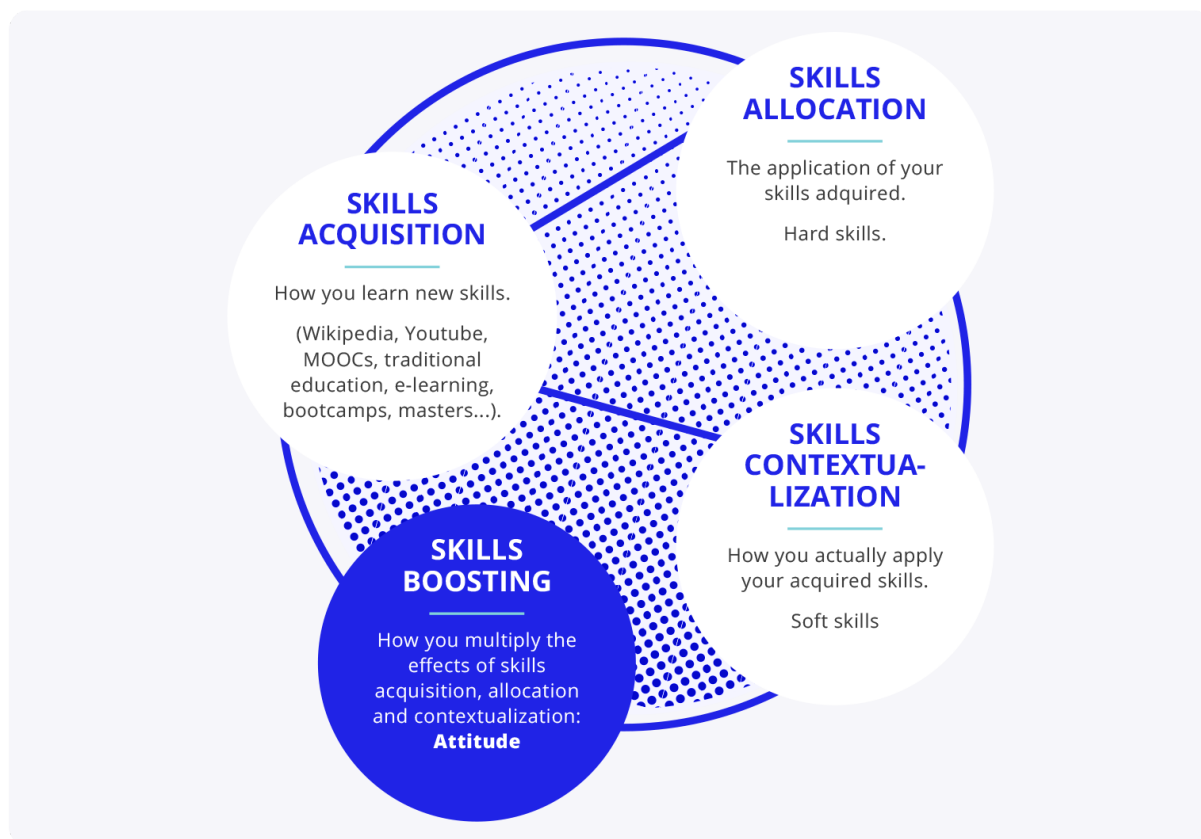 SKILLS
ALLOCATION
The application of your
skills adquired.
Hard skills.
SKILLS
ACQUISITION
How you learn new skills.
(Wikipedia, Youtube,
MOOCs, traditional
education, e-learning,
bootcamps, masters...).
SKILLS
CONTEXTUA-
LIZATION
How you actually apply
your acquired skills.
Soft skills
SKILLS
BOOSTING
How you multiply the
effects of skills
acquisition, allocation
and contextualization:
Attitude